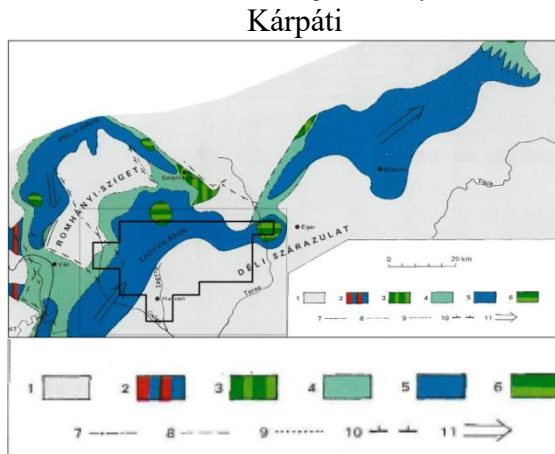 Kárpáti
IPOLY-ÁROK
ROMHÁNYI-SZIGET
ZAGYVA-ÁROK
Vác
Hatvan
Eger
DÉLI SZÁRAZULAT
Tarna
0 25 km
1 2 3 4 5 6
7 8 9 10 11
1 2 3 4 5 6
7 8 9 10 11